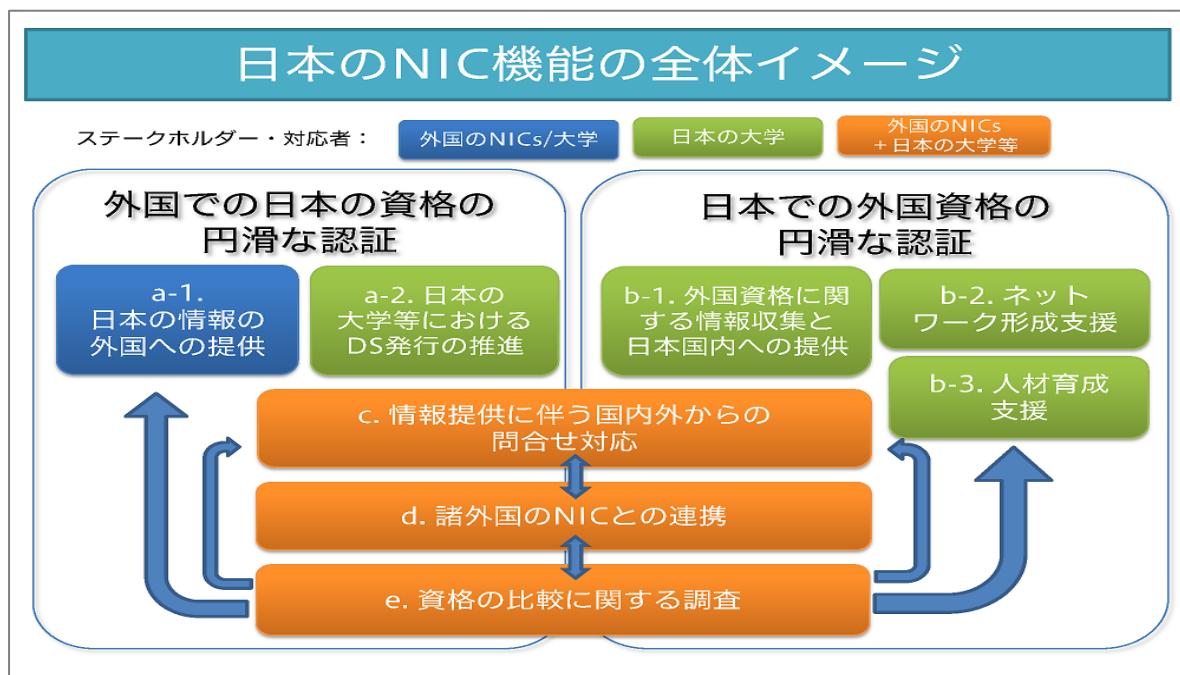 日本のNIC機能の全体イメージ
ステークホルダー・対応者：
外国のNICs/大学
日本の大学
外国のNICs
＋日本の大学等
外国での日本の資格の
円滑な認証
日本での外国資格の
円滑な認証
a-1.
日本の情報の
外国への提供
a-2. 日本の
大学等における
DS発行の推進
b-1. 外国資格に関
する情報収集と
日本国内への提供
b-2. ネット
ワーク形成支援
b-3. 人材育成
支援
c. 情報提供に伴う国内外からの
問合せ対応
d. 諸外国のNICとの連携
e. 資格の比較に関する調査